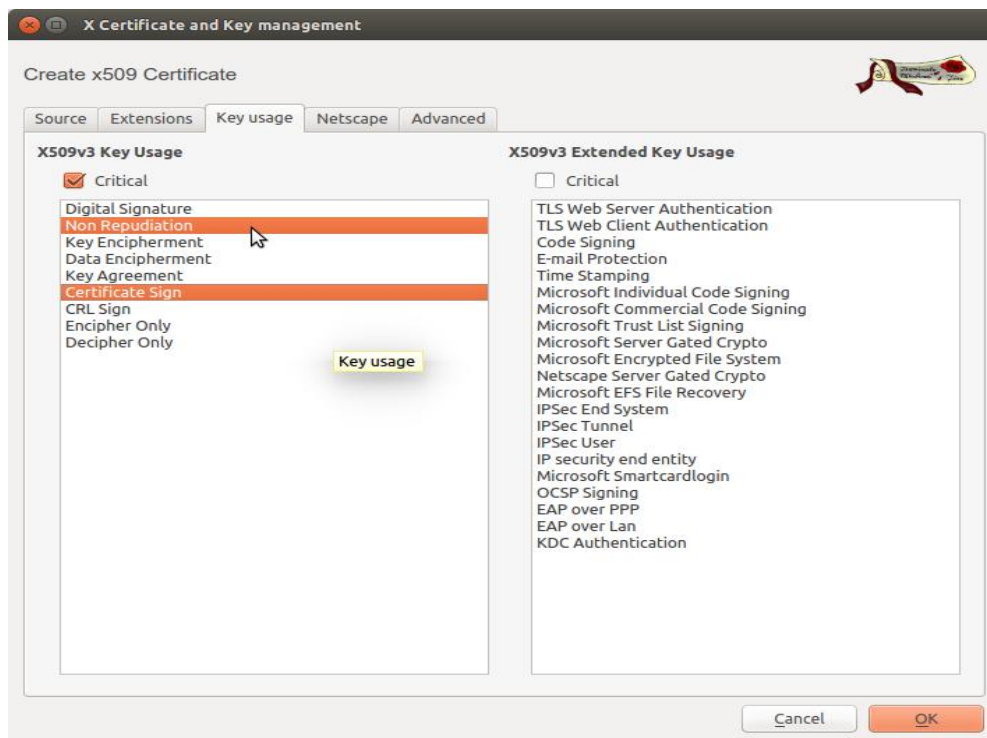 X Certificate and Key management
Create x509 Certificate
Source Extensions Key usage Netscape Advanced
X509v3 Key Usage
Critical
Digital Signature
Non Repudiation
Key Encipherment
Data Encipherment
Key Agreement
Certificate Sign
CRL Sign
Encipher Only
Decipher Only
Key usage
X509v3 Extended Key Usage
Critical
TLS Web Server Authentication
TLS Web Client Authentication
Code Signing
E-mail Protection
Time Stamping
Microsoft Individual Code Signing
Microsoft Commercial Code Signing
Microsoft Trust List Signing
Microsoft Server Gated Crypto
Microsoft Encrypted File System
Netscape Server Gated Crypto
Microsoft EFS File Recovery
IPSec End System
IPSec Tunnel
IPSec User
IP security end entity
Microsoft Smartcardlogin
OCSP Signing
EAP over PPP
EAP over Lan
KDC Authentication
Cancel OK